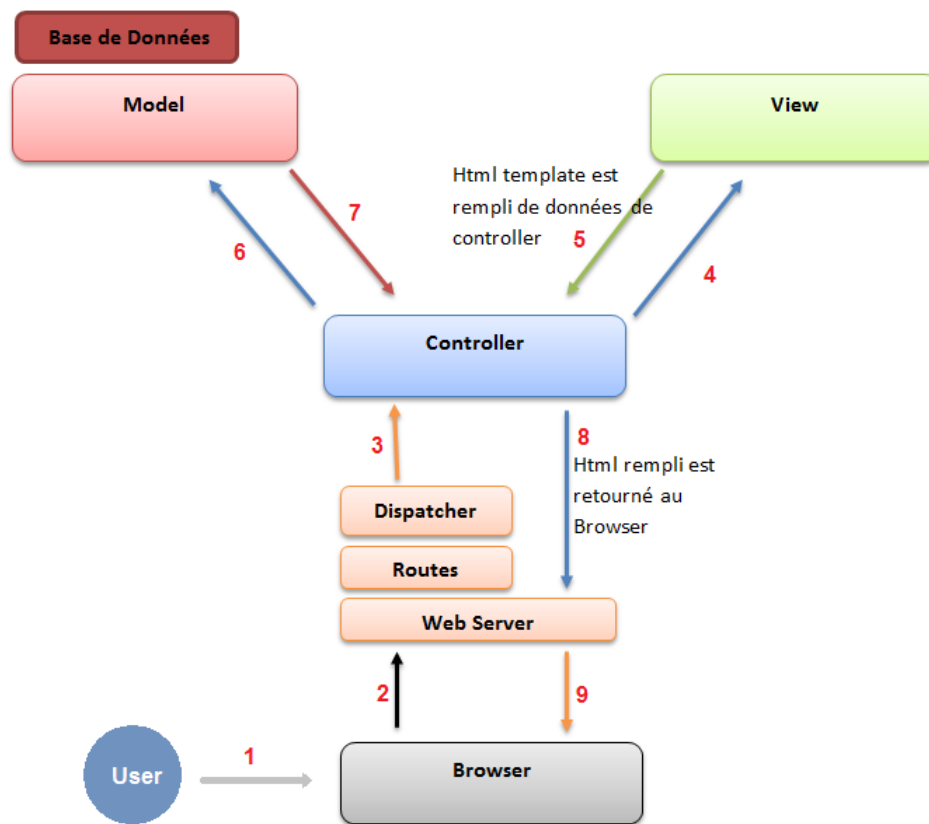 Base de Données
Model
View
Html template est
rempli de données de
controller
7
5
6
4
Controller
3
8
Html rempli est
retourné au
Browser
Dispatcher
Routes
Web Server
2
9
1
User
Browser